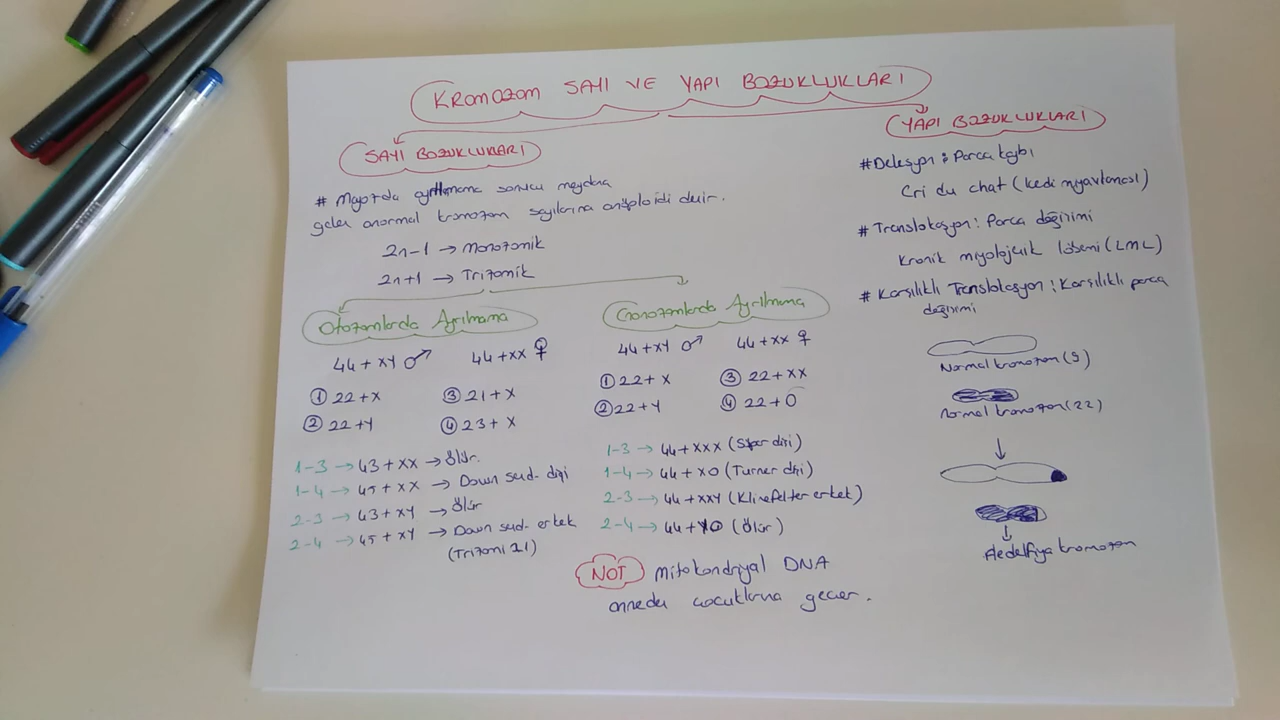 KROMOZOM SAYI VE YAPI BOZUKLUKLARI
SAYI BOZUKLUKLARI
# Mayozda ayrılmama sonucu meydana
gelen anormal kromozom sayılarına anöploidi denir.
2n-1 → Monozomik
2n+1 → Trizomik
Otozomlarda Ayrılmama
44+XY ♂ 44+XX ♀
① 22+X ③ 21+X
② 22+Y ④ 23+X
1-3 → 43+XX → Ölür.
1-4 → 45+XX → Down send- dişi
2-3 → 43+XY → Ölür
2-4 → 45+XY → Down send- erkek
(Trizomi 21)
Gonozomlarda Ayrılmama
44+XY ♂ 44+XX ♀
① 22+X ③ 22+XX
② 22+Y ④ 22+O
1-3 → 44+XXX (Süper dişi)
1-4 → 44+XO (Turner dişi)
2-3 → 44+XXY (Klinefelter erkek)
2-4 → 44+YO (Ölür)
NOT mitokondriyal DNA
anneden çocuklarına geçer.
YAPI BOZUKLUKLARI
# Delesyon : Parça kaybı
Cri du chat (kedi miyavlaması)
# Translokasyon : Parça değişimi
Kronik miyolojik lösemi (LML)
# Karşılıklı Translokasyon : Karşılıklı parça
değişimi
Normal kromozom (9)
Normal kromozom (22)
kromozom